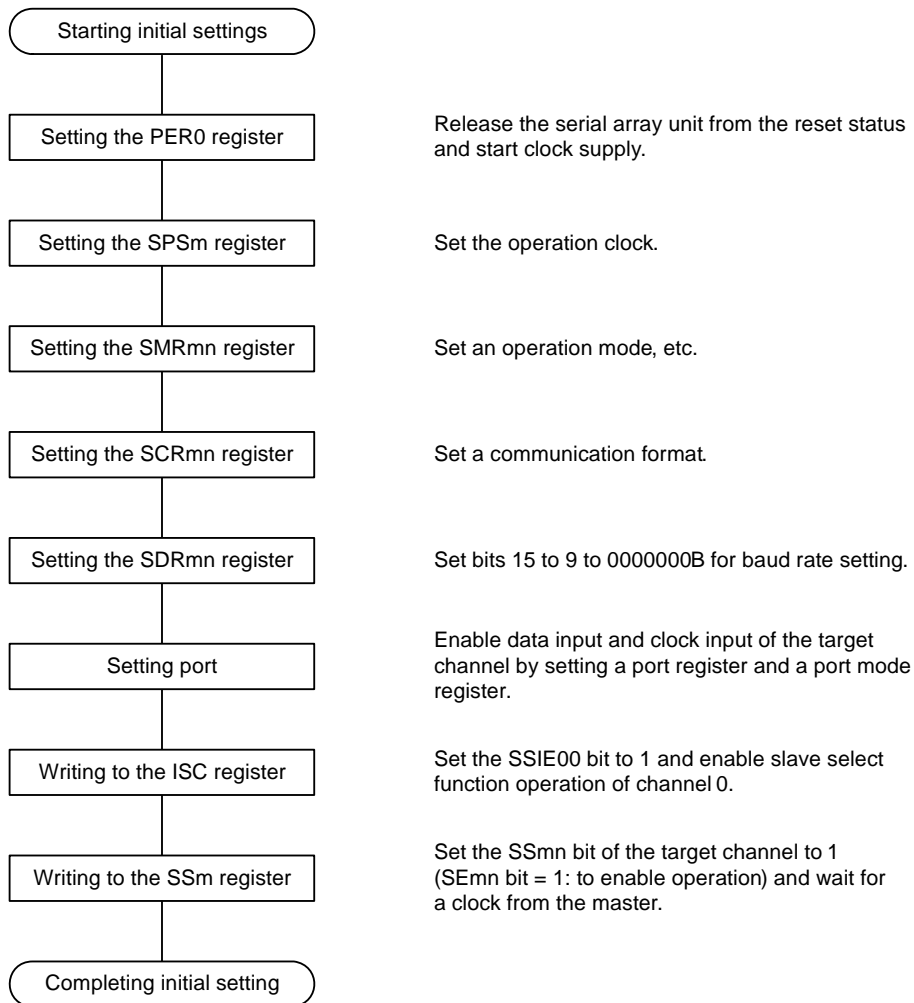 Starting initial settings
Setting the PER0 register
Release the serial array unit from the reset status
and start clock supply.
Setting the SPSm register
Set the operation clock.
Setting the SMRmn register
Set an operation mode, etc.
Setting the SCRmn register
Set a communication format.
Setting the SDRmn register
Set bits 15 to 9 to 0000000B for baud rate setting.
Setting port
Enable data input and clock input of the target
channel by setting a port register and a port mode
register.
Writing to the ISC register
Set the SSIE00 bit to 1 and enable slave select
function operation of channel 0.
Writing to the SSm register
Set the SSmn bit of the target channel to 1
(SEmn bit = 1: to enable operation) and wait for
a clock from the master.
Completing initial setting